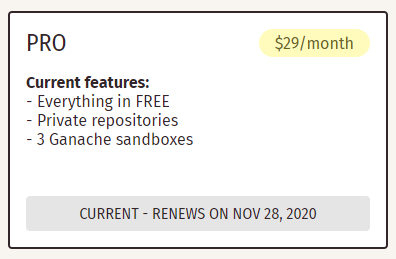 PRO
$29/month
Current features:
- Everything in FREE
- Private repositories
- 3 Ganache sandboxes
CURRENT - RENEWS ON NOV 28, 2020